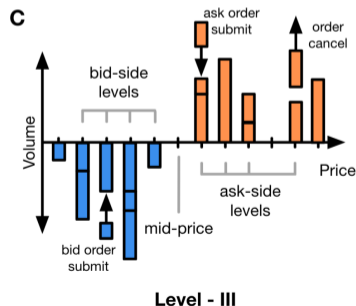 C
ask order
submit
order
cancel
bid-side
levels
Volume
Price
ask-side
levels
mid-price
bid order
submit
Level - III